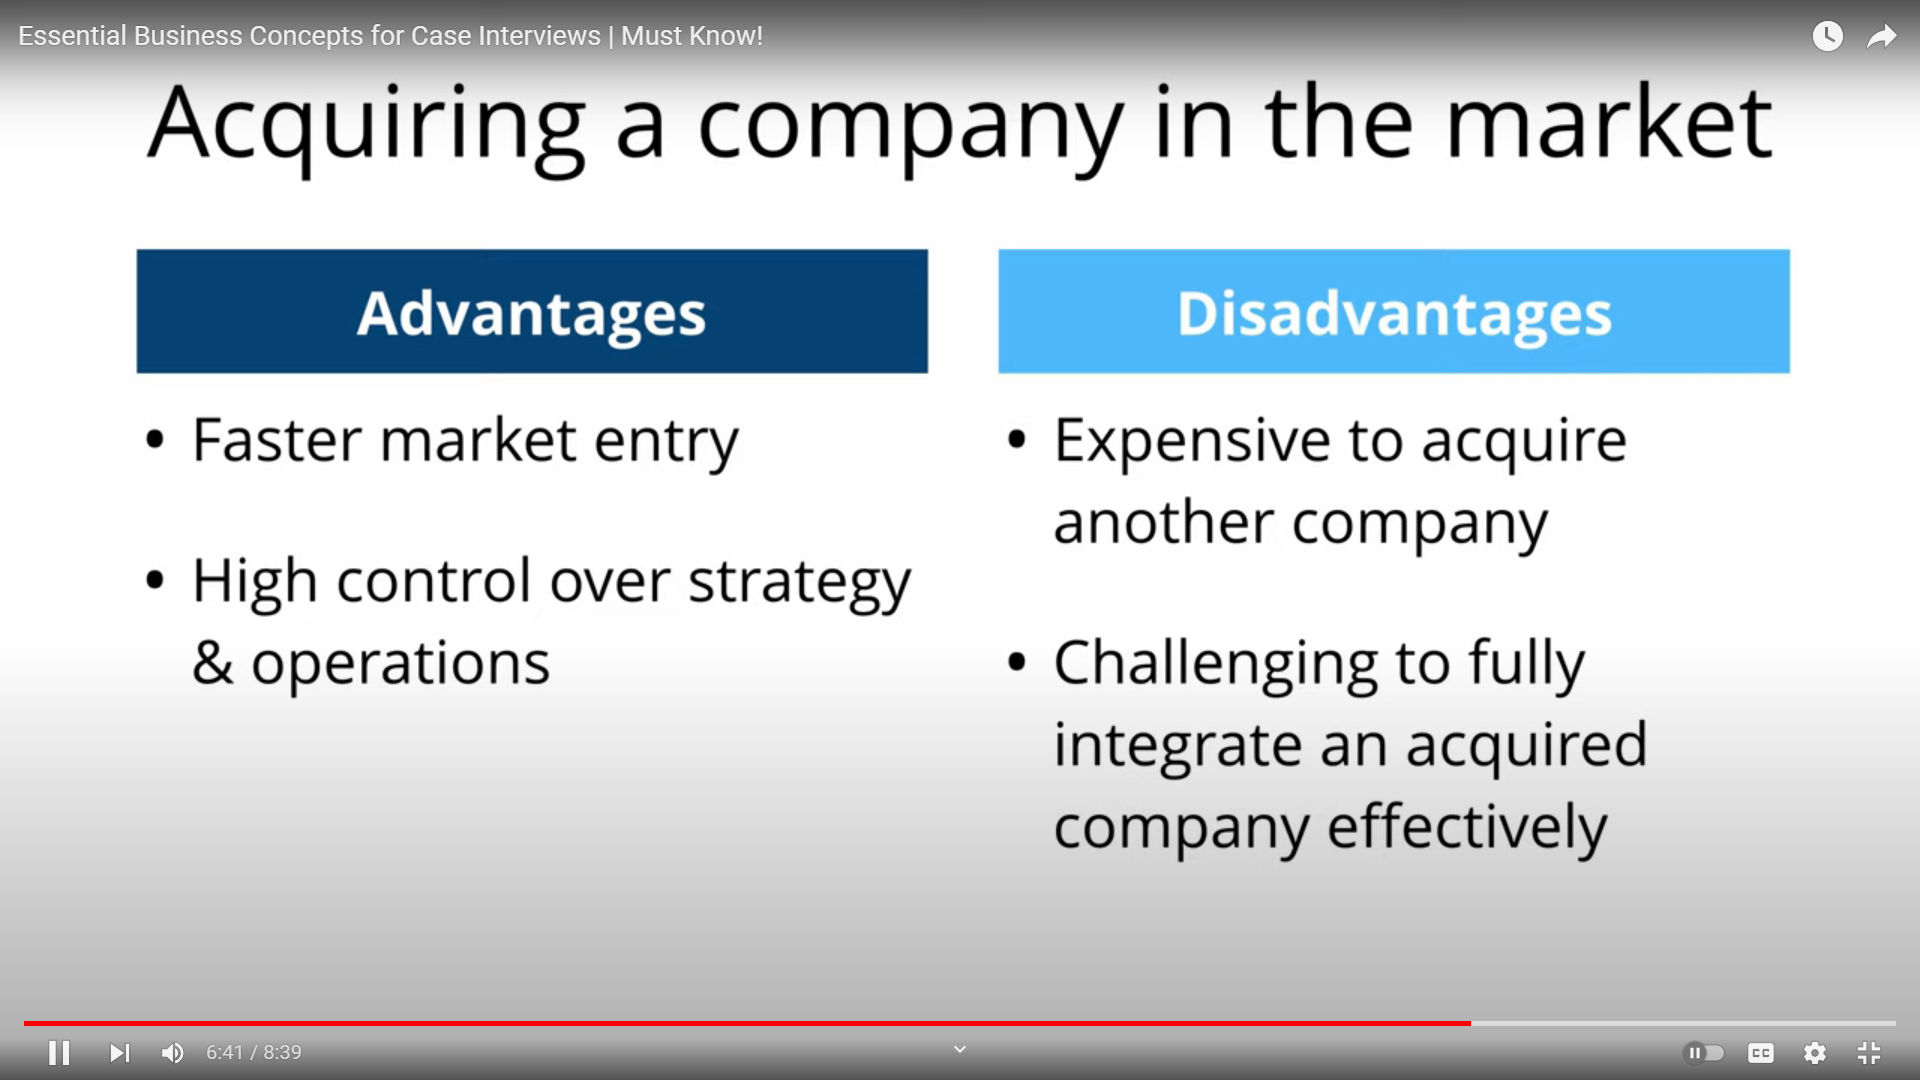 Essential Business Concepts for Case Interviews | Must Know!
Acquiring a company in the market
Advantages
• Faster market entry
• High control over strategy
& operations
Disadvantages
• Expensive to acquire
another company
• Challenging to fully
integrate an acquired
company effectively
6:41 / 8:39
CC